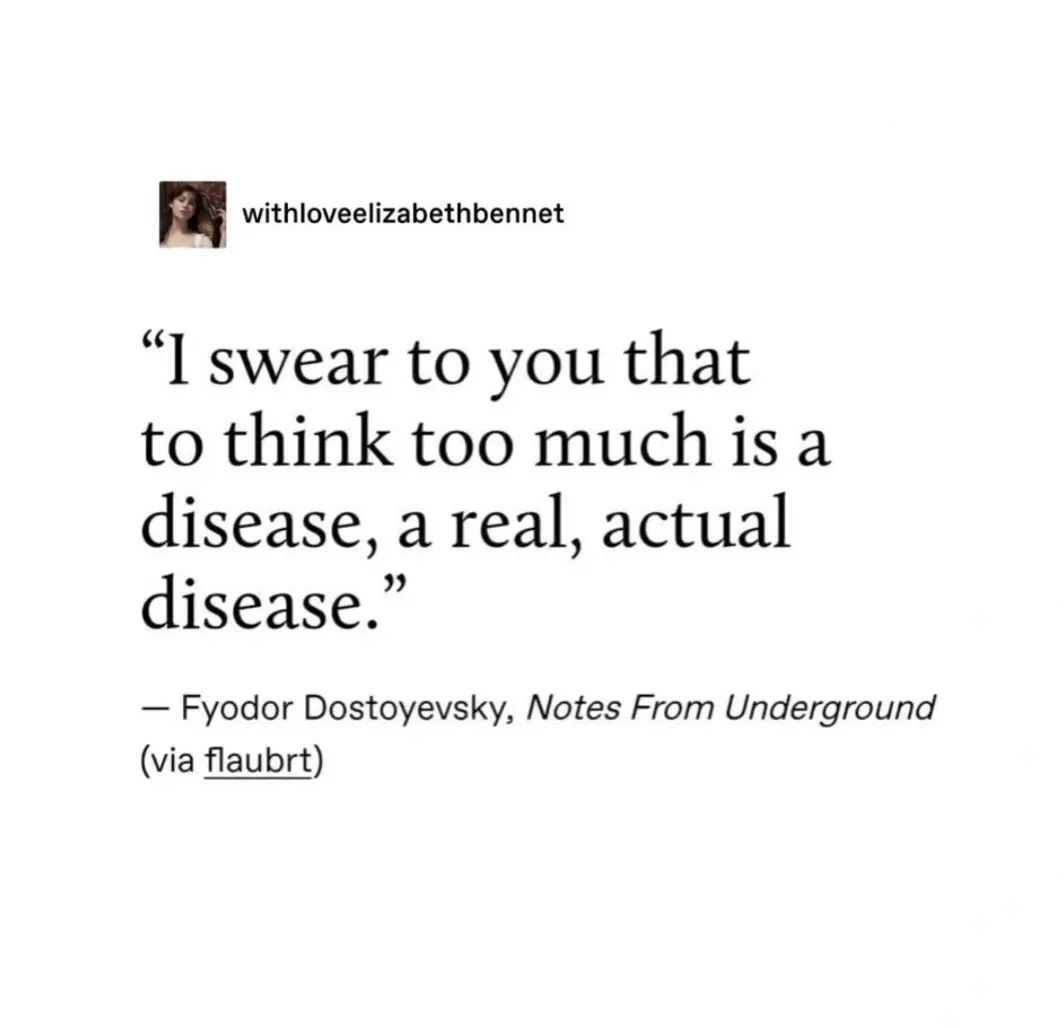 withloveelizabethbennet
“I swear to you that
to think too much is a
disease, a real, actual
disease.”
— Fyodor Dostoyevsky, Notes From Underground
(via flaubrt)